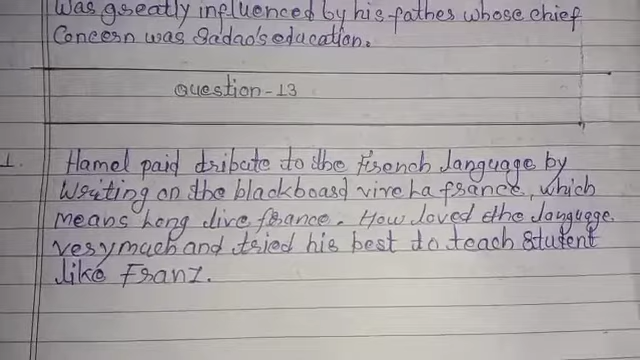 was greatly influenced by his father whose chief
Concern was Sadao's education.
Question-13
1. Hamel paid tribute to the French language by
Writing on the blackboard vive La france, which
means Long live france. How loved the language
very much and tried his best to teach student
like Franz.